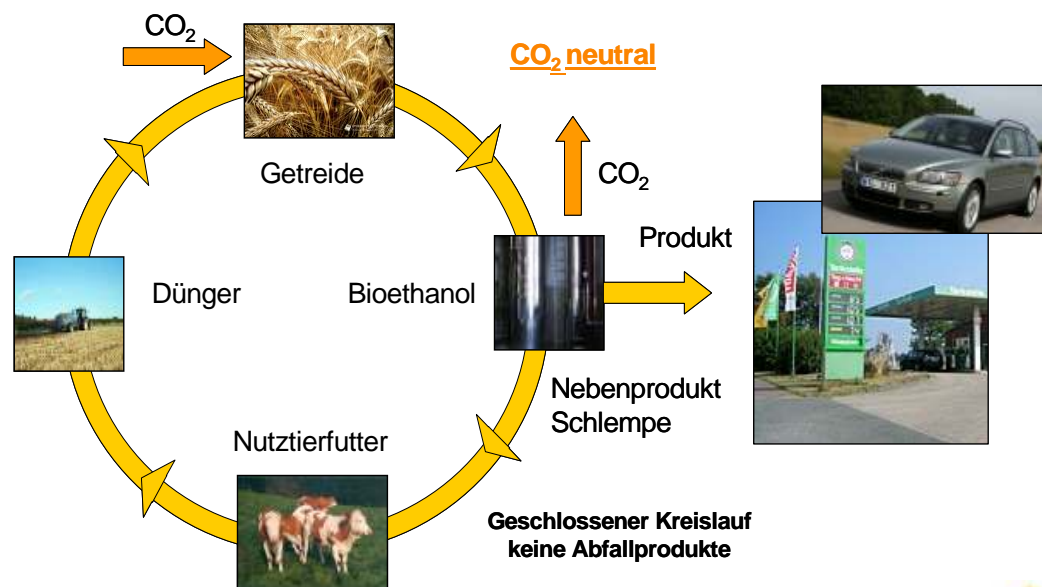 CO₂
CO₂ neutral
Getreide
CO₂
Produkt
Dünger
Bioethanol
Nebenprodukt
Schlempe
Nutztierfutter
Geschlossener Kreislauf
keine Abfallprodukte